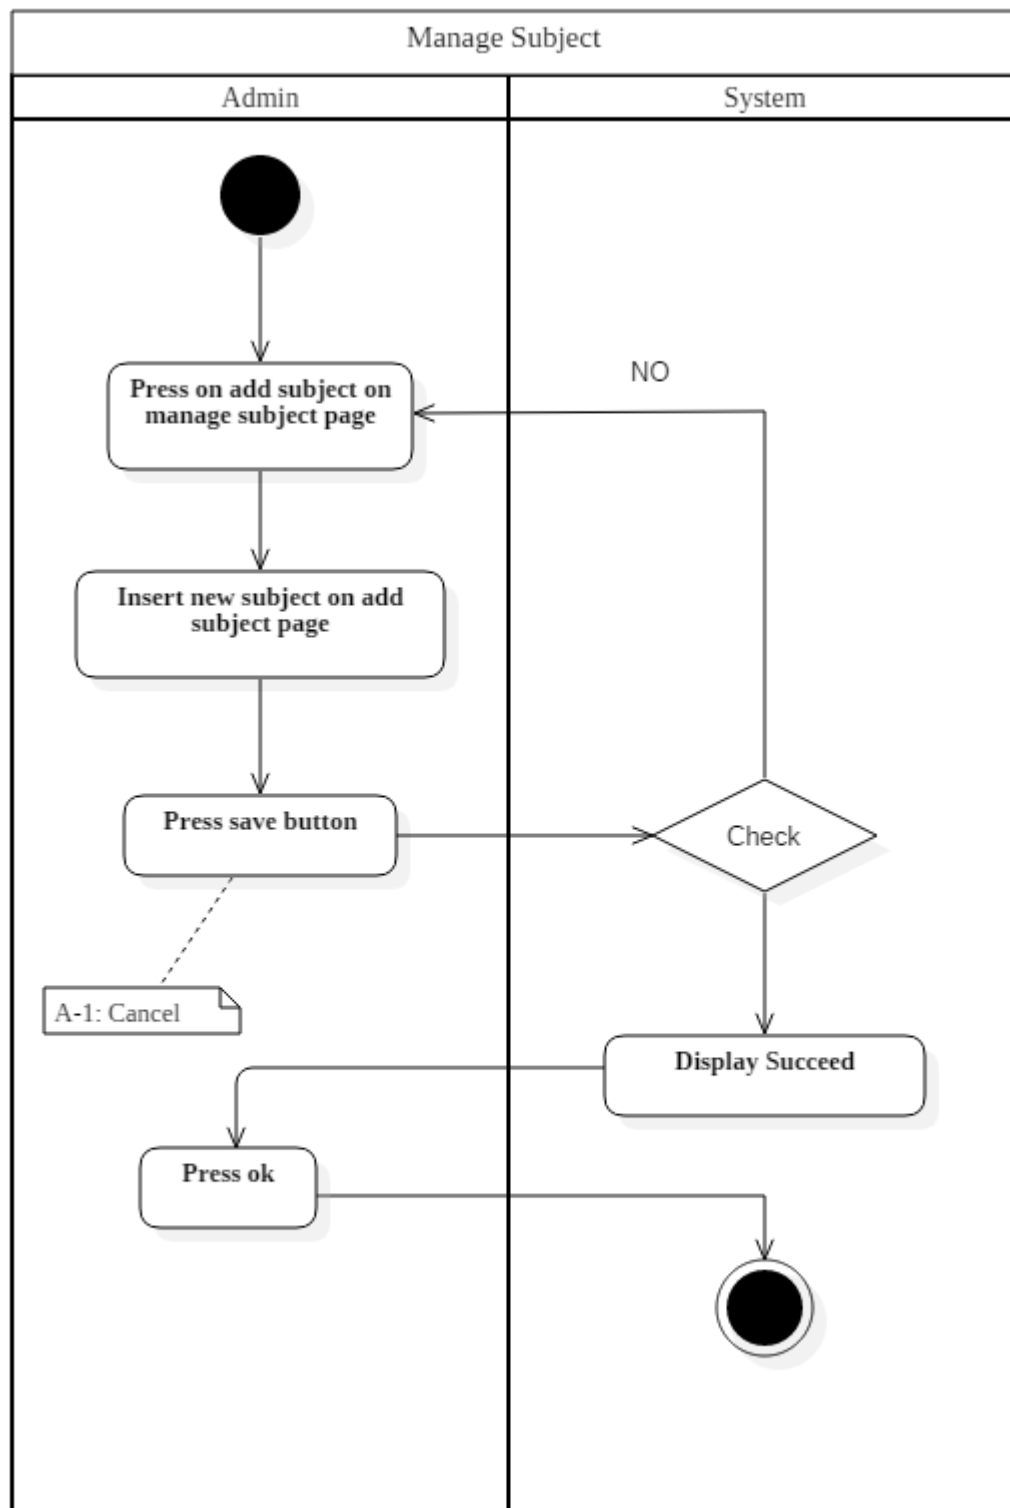 Manage Subject
Admin
System
Press on add subject on
manage subject page
NO
Insert new subject on add
subject page
Press save button
Check
A-1: Cancel
Display Succeed
Press ok